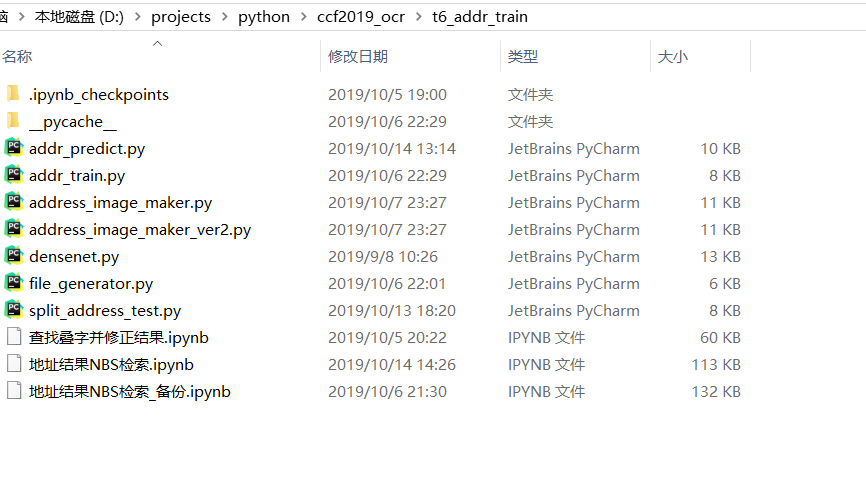 脑 > 本地磁盘 (D:) > projects > python > ccf2019_ocr > t6_addr_train
名称 修改日期 类型 大小
.ipynb_checkpoints 2019/10/5 19:00 文件夹
__pycache__ 2019/10/6 22:29 文件夹
addr_predict.py 2019/10/14 13:14 JetBrains PyCharm 10 KB
addr_train.py 2019/10/6 22:29 JetBrains PyCharm 8 KB
address_image_maker.py 2019/10/7 23:27 JetBrains PyCharm 11 KB
address_image_maker_ver2.py 2019/10/7 23:27 JetBrains PyCharm 11 KB
densenet.py 2019/9/8 10:26 JetBrains PyCharm 13 KB
file_generator.py 2019/10/6 22:01 JetBrains PyCharm 6 KB
split_address_test.py 2019/10/13 18:20 JetBrains PyCharm 8 KB
查找叠字并修正结果.ipynb 2019/10/5 20:22 IPYNB 文件 60 KB
地址结果NBS检索.ipynb 2019/10/14 14:26 IPYNB 文件 113 KB
地址结果NBS检索_备份.ipynb 2019/10/6 21:30 IPYNB 文件 132 KB